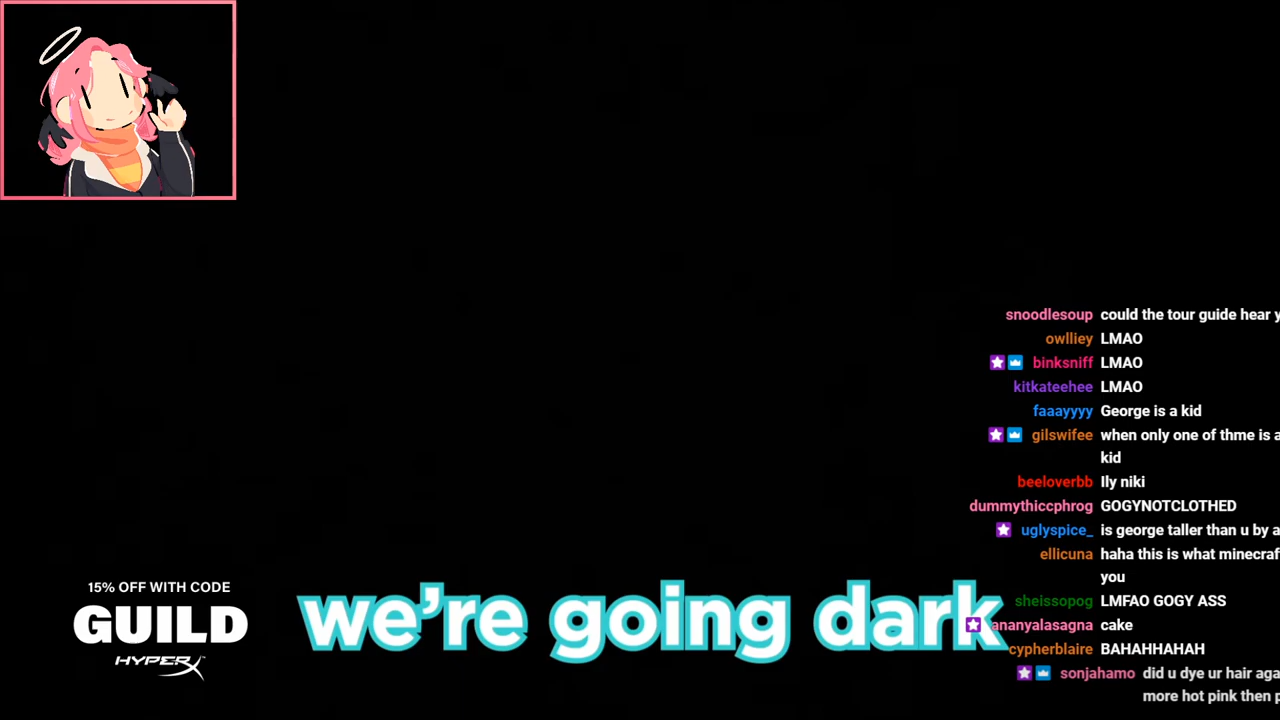 snoodlesoup could the tour guide hear y
owlliey LMAO
binksniff LMAO
kitkateehee LMAO
faaayyyy George is a kid
gilswifee when only one of thme is a
kid
beeloverbb Ily niki
dummythiccphrog GOGYNOTCLOTHED
uglyspice_ is george taller than u by a
ellicuna haha this is what minecraf
you
sheissopog LMFAO GOGY ASS
ananyalasagna cake
cypherblaire BAHAHHAHAH
sonjahamo did u dye ur hair aga
more hot pink then p
15% OFF WITH CODE
GUILD
HYPERX
we're going dark